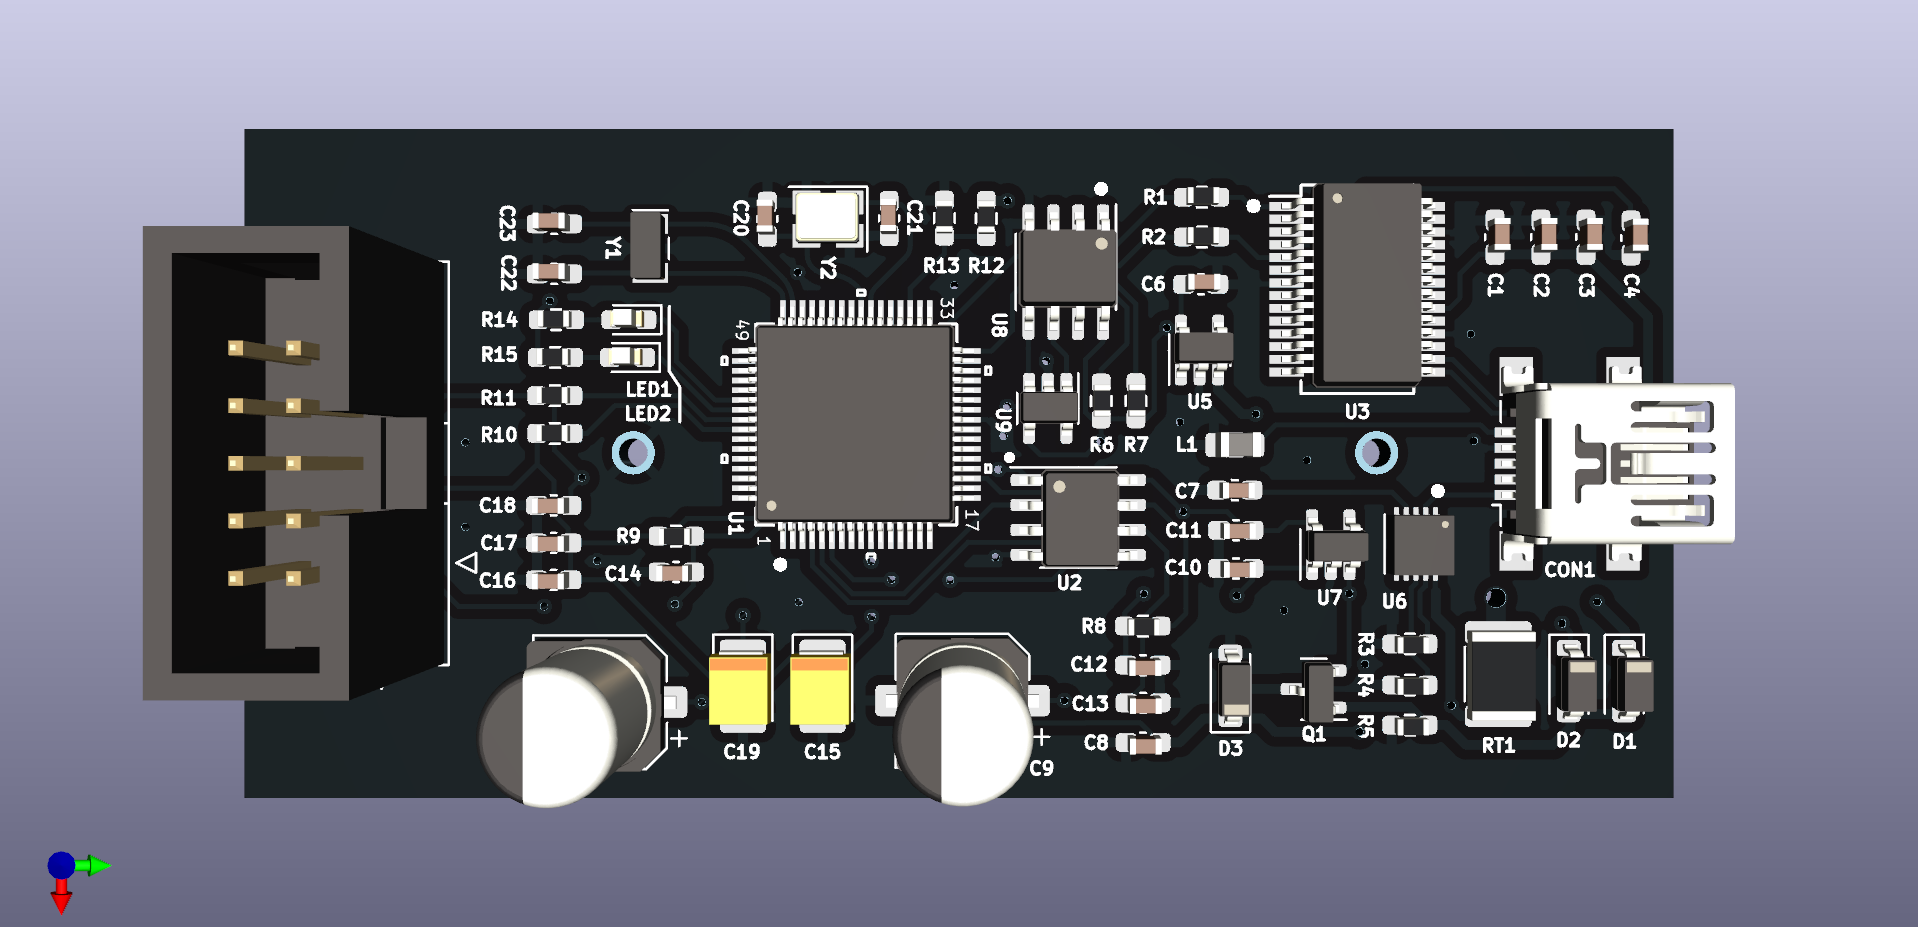 R1
C23
C20
C21
R2
Y1
Y2
R13 R12
C22
C6
C1
C2
C3
C4
33
R14
49
U8
R15
LED1
R11
U5
U3
LED2
U9
R10
R6
R7
L1
C7
C18
17
U1
R9
C11
C17
1
C10
CON1
C14
C16
U2
U7
U6
R8
R3
C12
R4
C13
R5
+
+
C8
Q1
D3
RT1
D2
D1
C19
C15
C9